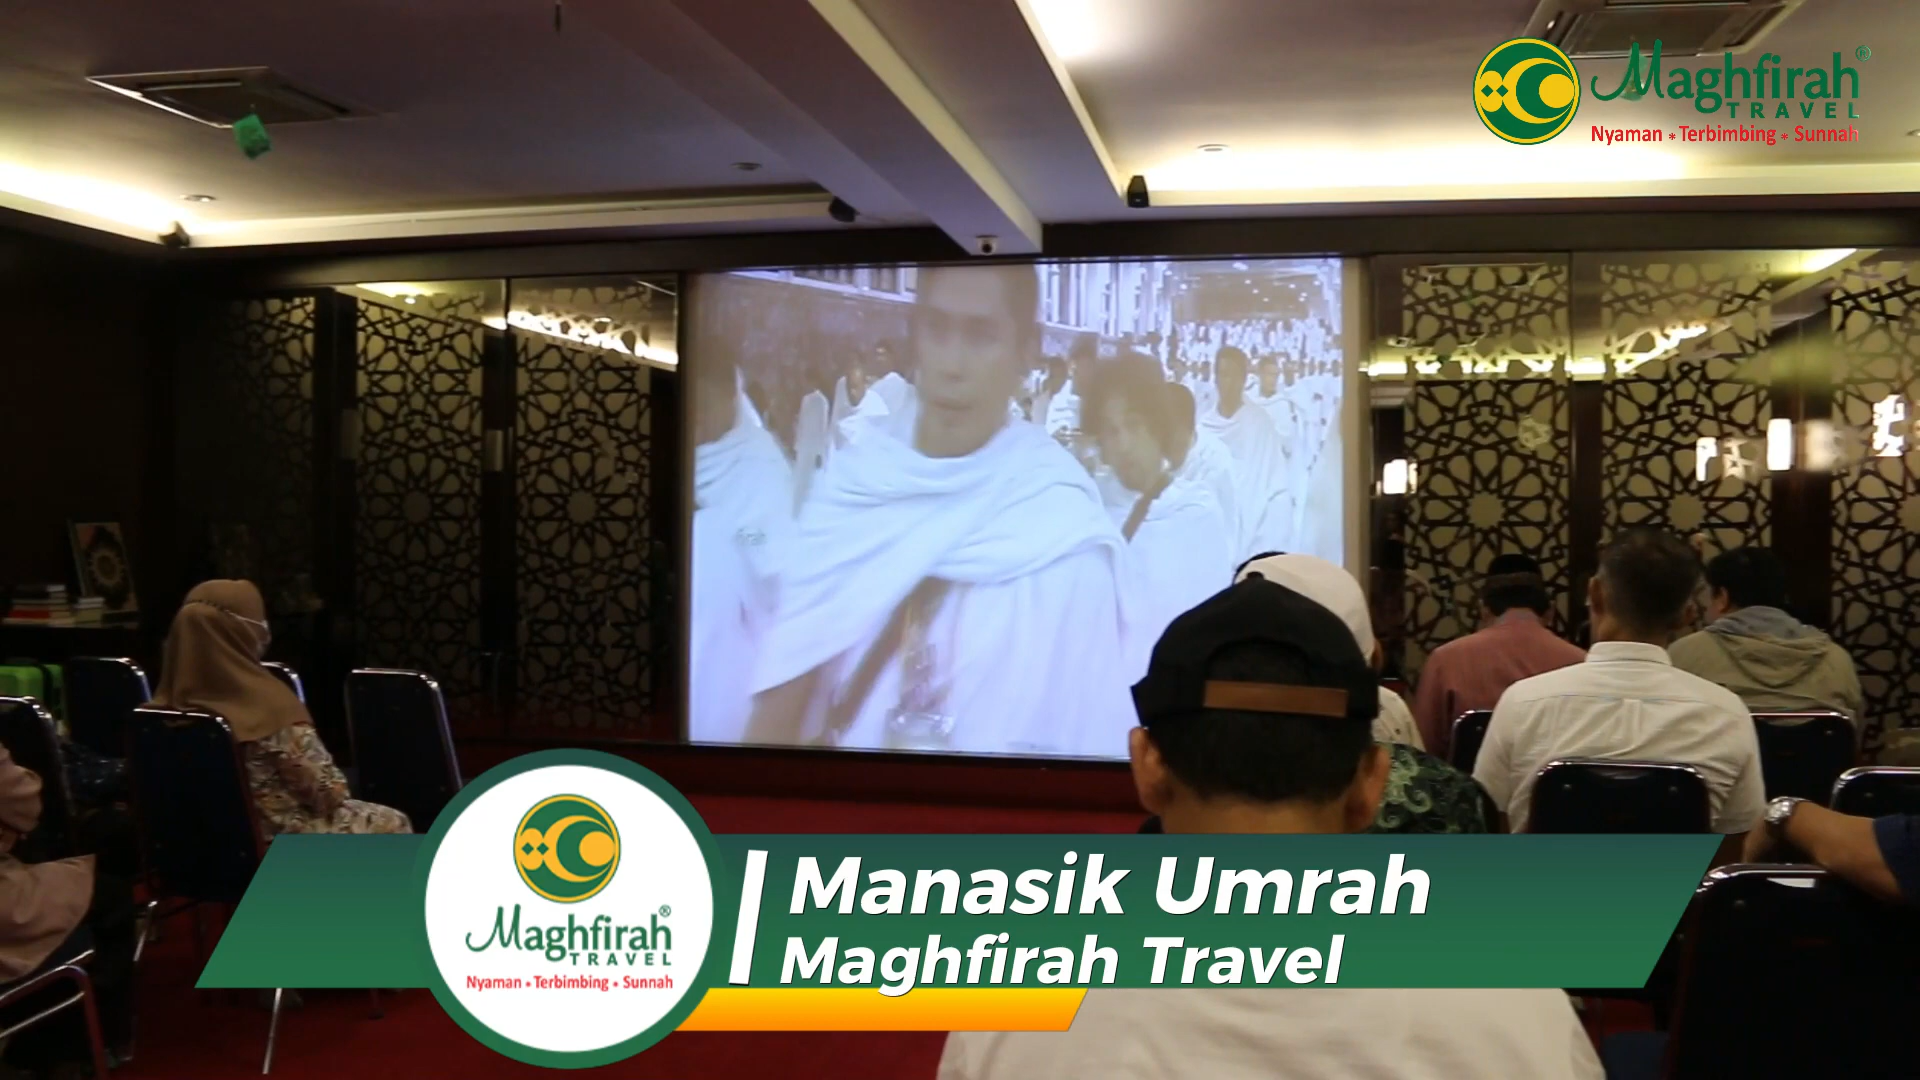 Maghfirah®
TRAVEL
Nyaman * Terbimbing * Sunnah
Maghfirah®
TRAVEL
Nyaman • Terbimbing • Sunnah
Manasik Umrah
Maghfirah Travel